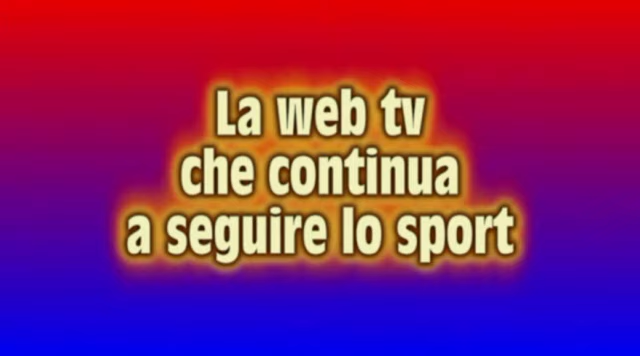 La web tv
che continua
a seguire lo sport